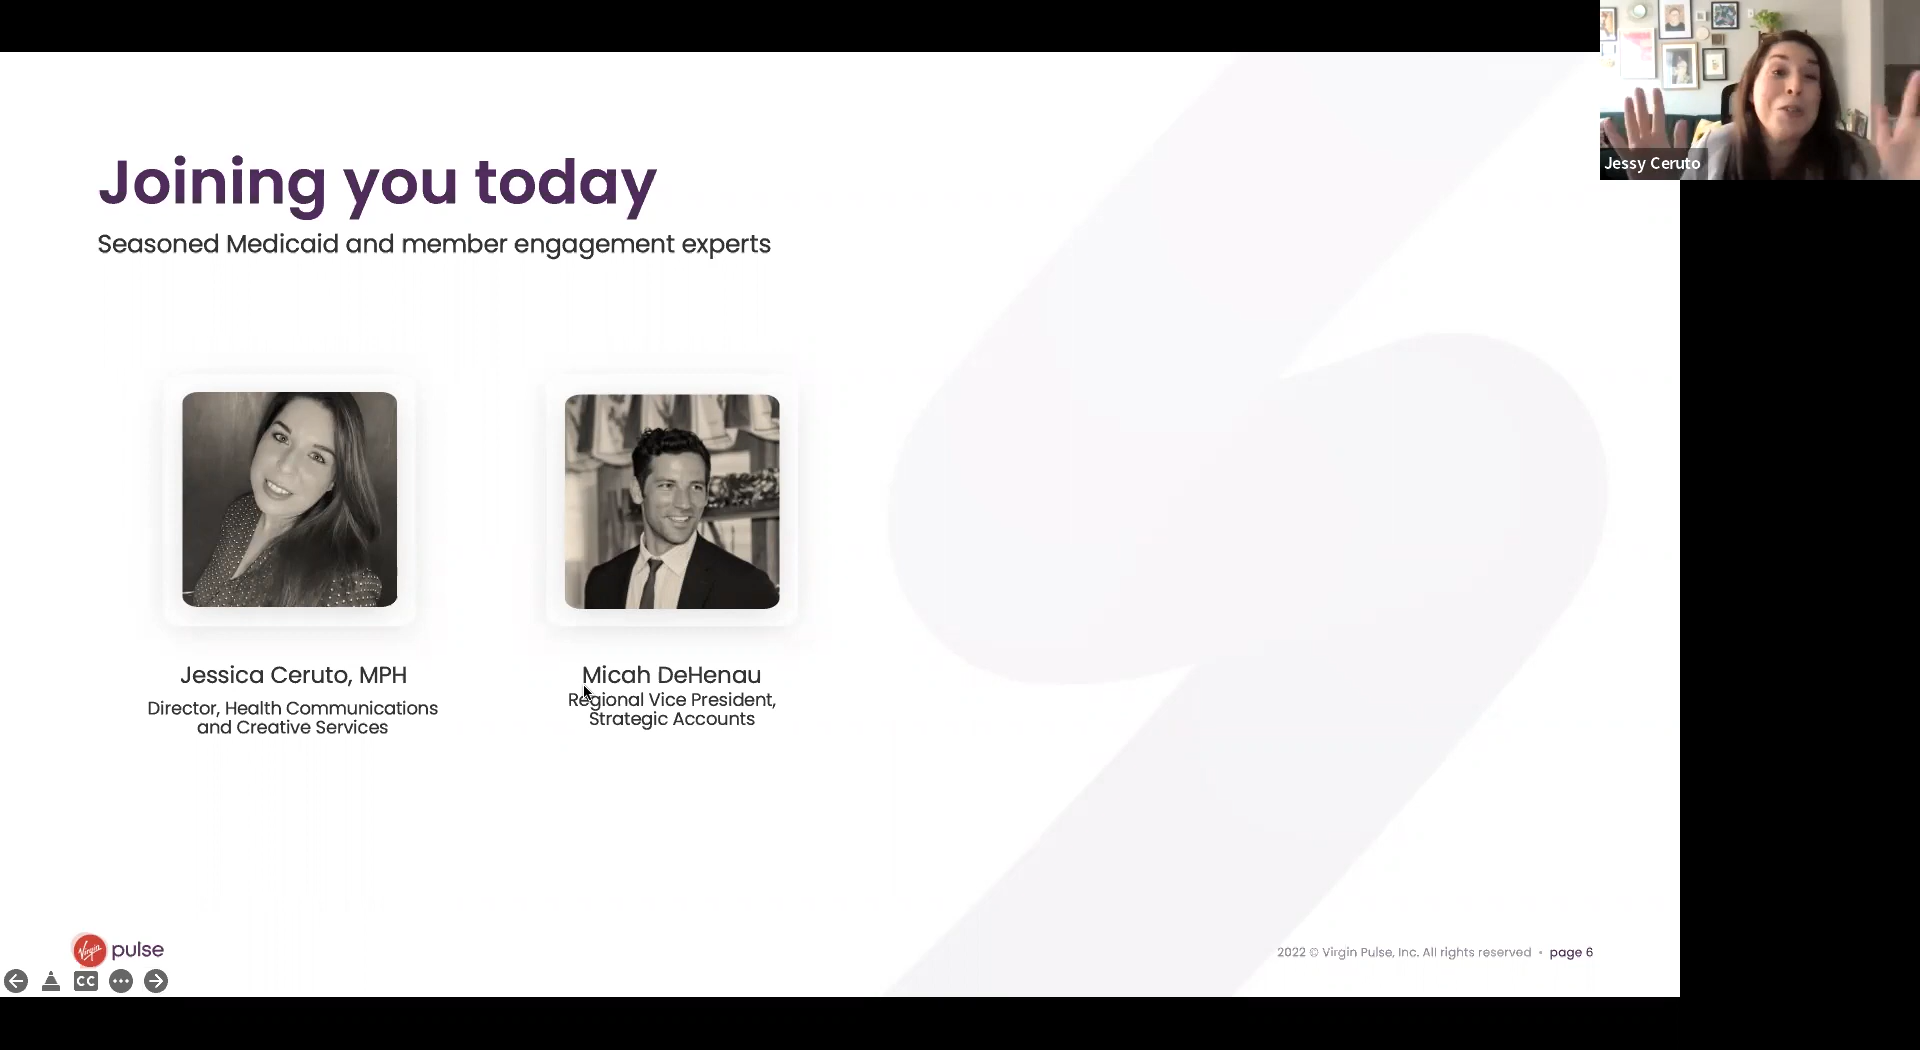 Jessy Ceruto
Joining you today
Seasoned Medicaid and member engagement experts
Jessica Ceruto, MPH
Director, Health Communications
and Creative Services
Micah DeHenau
Regional Vice President,
Strategic Accounts
Virgin pulse
2022 © Virgin Pulse, Inc. All rights reserved • page 6
CC